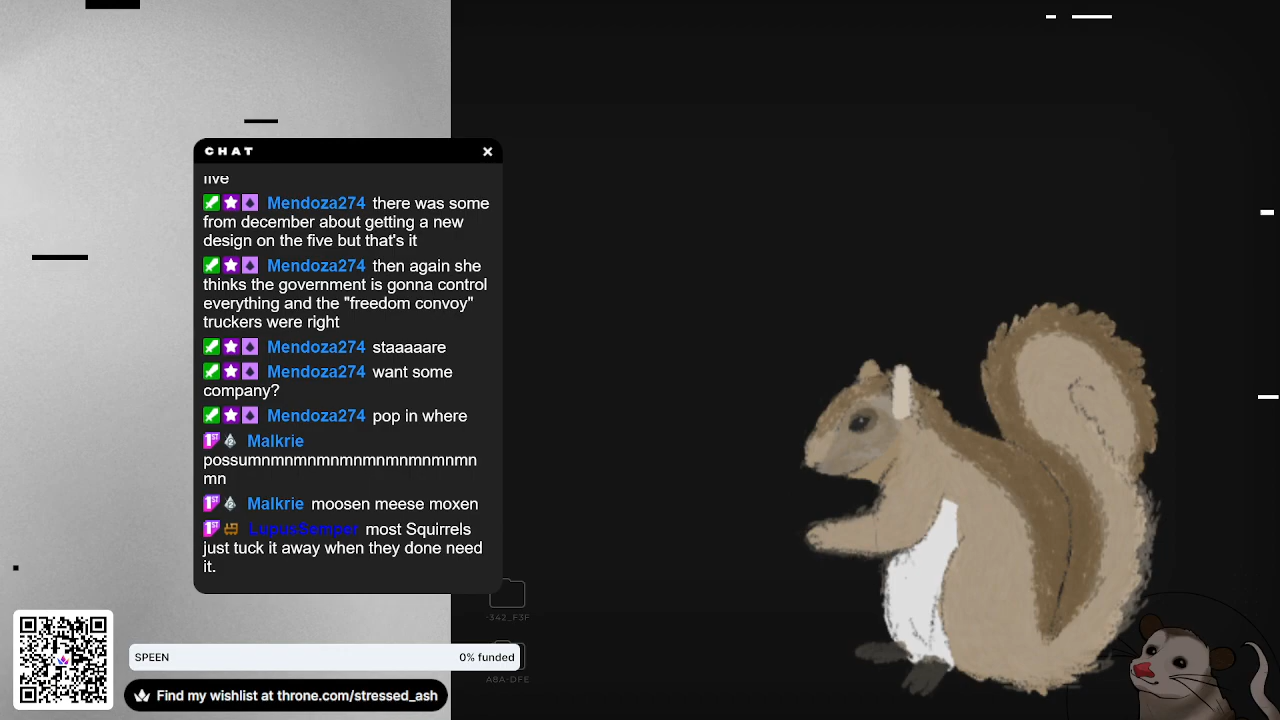 CHAT
five
Mendoza274 there was some
from december about getting a new
design on the five but that's it
Mendoza274 then again she
thinks the government is gonna control
everything and the "freedom convoy"
truckers were right
Mendoza274 staaaaare
Mendoza274 want some
company?
Mendoza274 pop in where
Malkrie
possumnmnmnmnmnmnmnmnmnmn
mn
Malkrie moosen meese moxen
LupusSemper most Squirrels
just tuck it away when they done need
it.
-342_F3F
A8A-DFE
SPEEN 0% funded
Find my wishlist at throne.com/stressed_ash